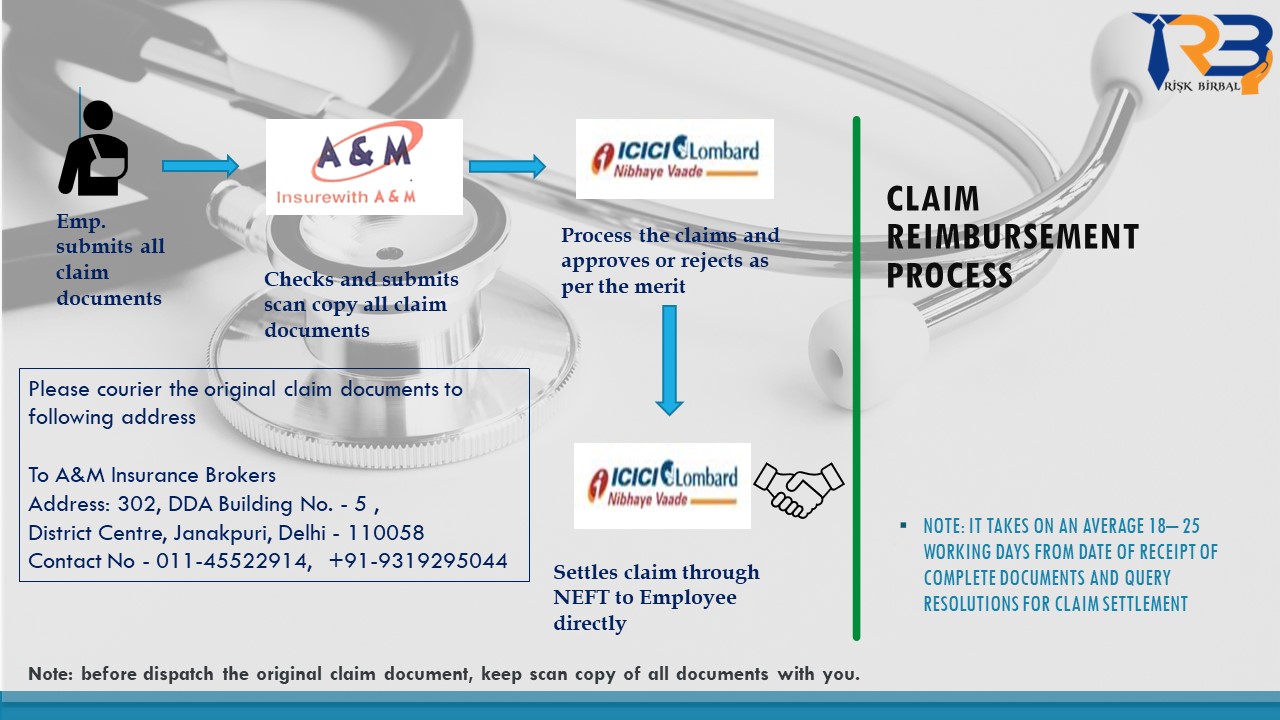 RB
RİŞK BİRBAL
A & M
Insurewith A & M
ICICI Lombard
Nibhaye Vaade
Emp.
submits all
claim
documents
Checks and submits
scan copy all claim
documents
Process the claims and
approves or rejects as
per the merit
CLAIM
REIMBURSEMENT
PROCESS
Please courier the original claim documents to
following address
To A&M Insurance Brokers
Address: 302, DDA Building No. - 5 ,
District Centre, Janakpuri, Delhi - 110058
Contact No - 011-45522914, +91-9319295044
ICICI Lombard
Nibhaye Vaade
Settles claim through
NEFT to Employee
directly
▪ NOTE: IT TAKES ON AN AVERAGE 18– 25
WORKING DAYS FROM DATE OF RECEIPT OF
COMPLETE DOCUMENTS AND QUERY
RESOLUTIONS FOR CLAIM SETTLEMENT
Note: before dispatch the original claim document, keep scan copy of all documents with you.